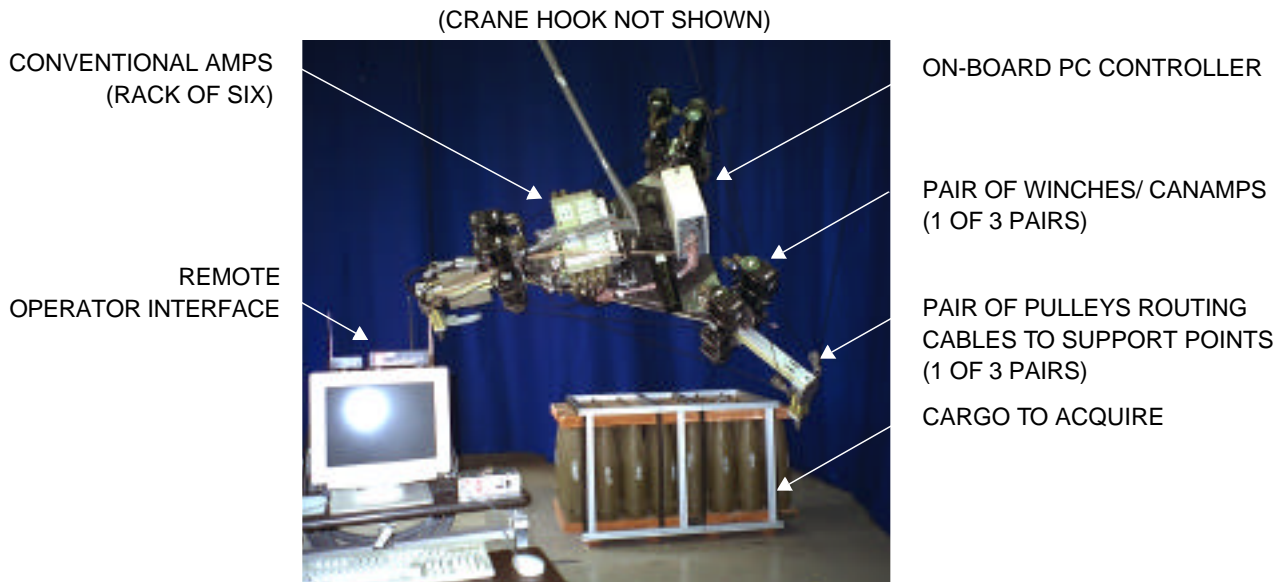 (CRANE HOOK NOT SHOWN)
CONVENTIONAL AMPS
(RACK OF SIX)
ON-BOARD PC CONTROLLER
PAIR OF WINCHES/ CANAMPS
(1 OF 3 PAIRS)
REMOTE
OPERATOR INTERFACE
PAIR OF PULLEYS ROUTING
CABLES TO SUPPORT POINTS
(1 OF 3 PAIRS)
CARGO TO ACQUIRE